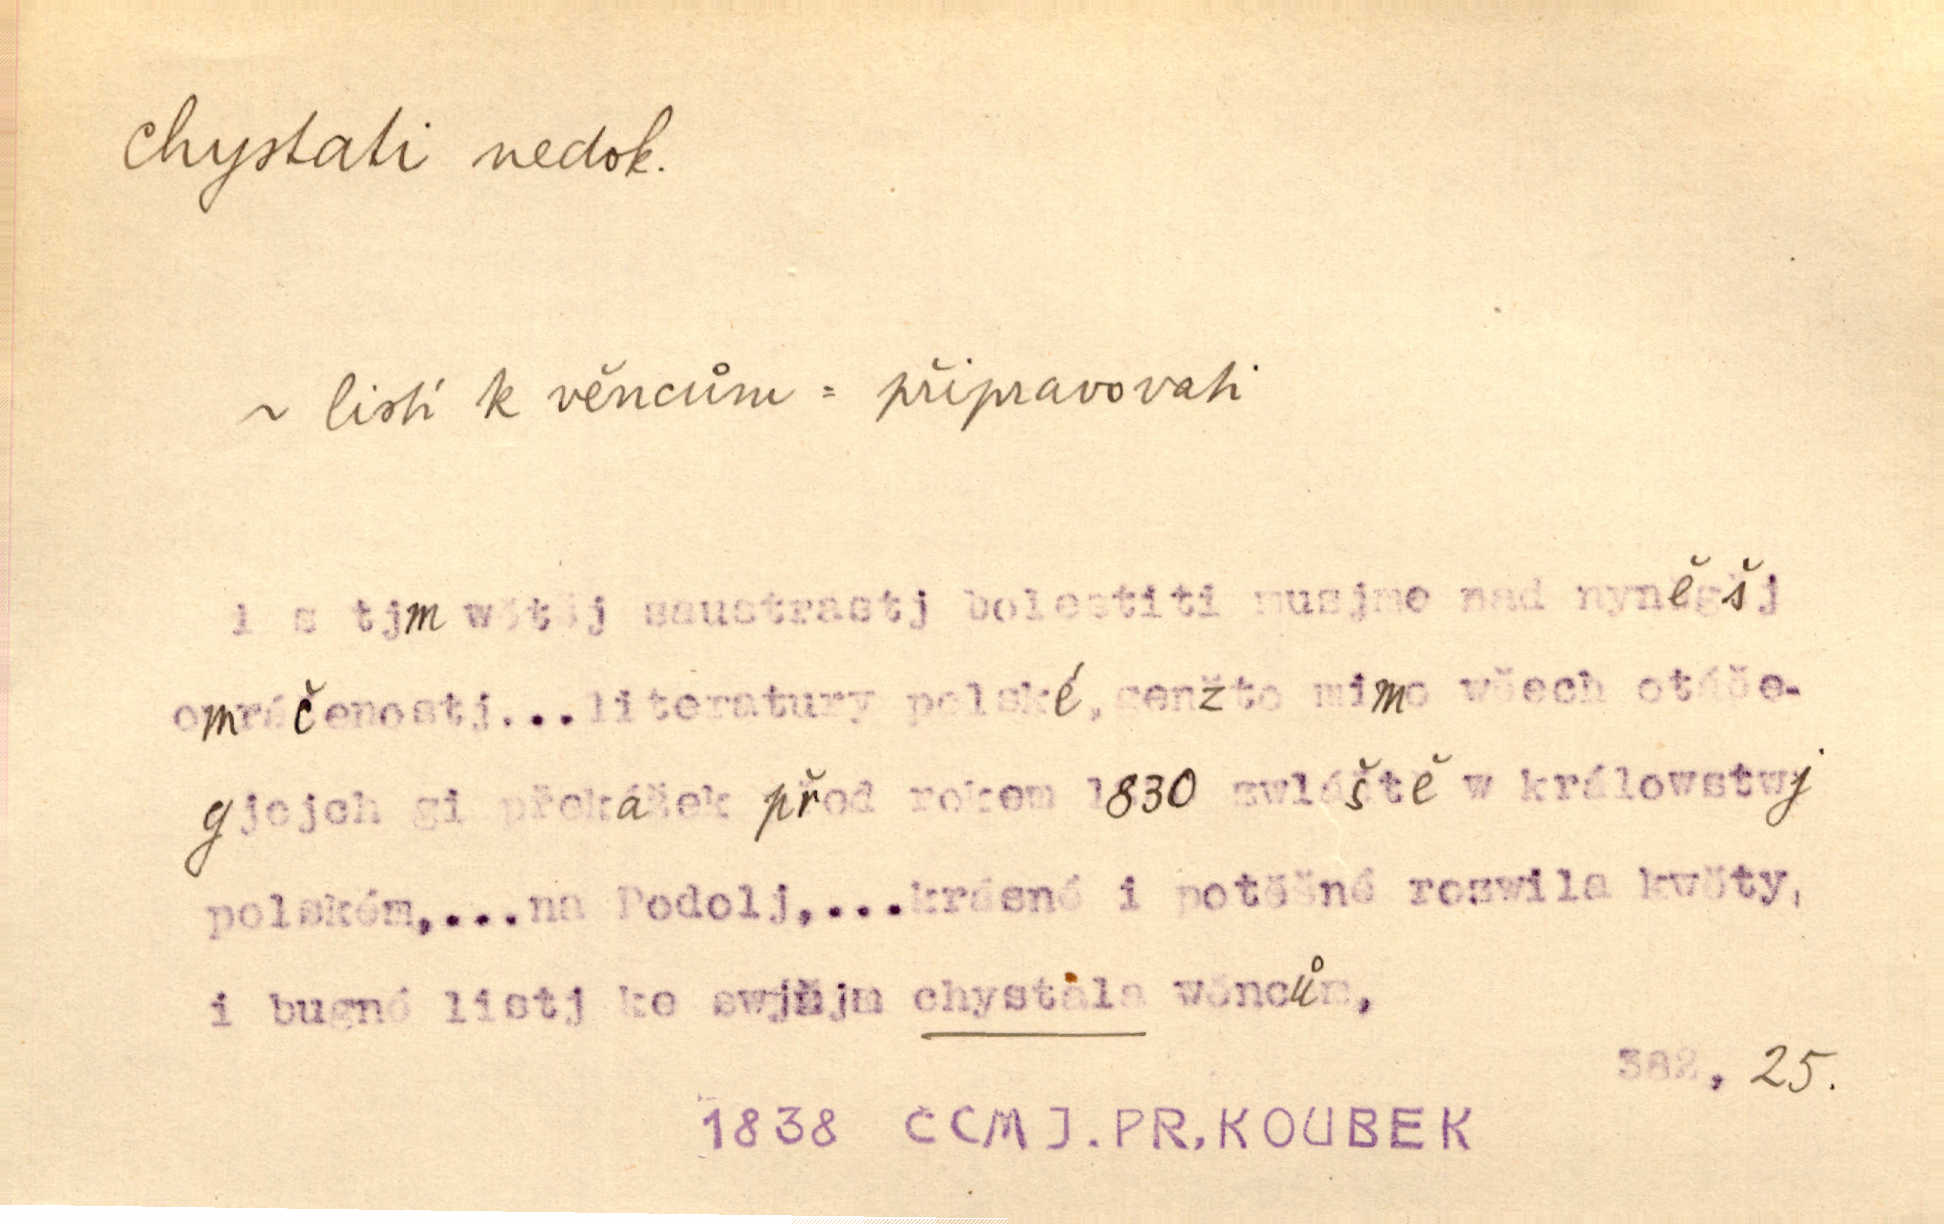 chystati nedok.
~ listí k věncům = připravovati
i s tjm wětšj saustrastj bolestiti musjme nad nyněgšj
omráčenostj...literatury polské, genžto mimo wšech otáče-
gjcjch gi překážek před rokem 1830 zwláště w králowstwj
polském,...na Podolj,...krásné i potěšné rozwila kwěty,
i bugné listj ke swjžjm chystala wěncům,
382, 25.
1838 ČČM J.PR.KOUBEK